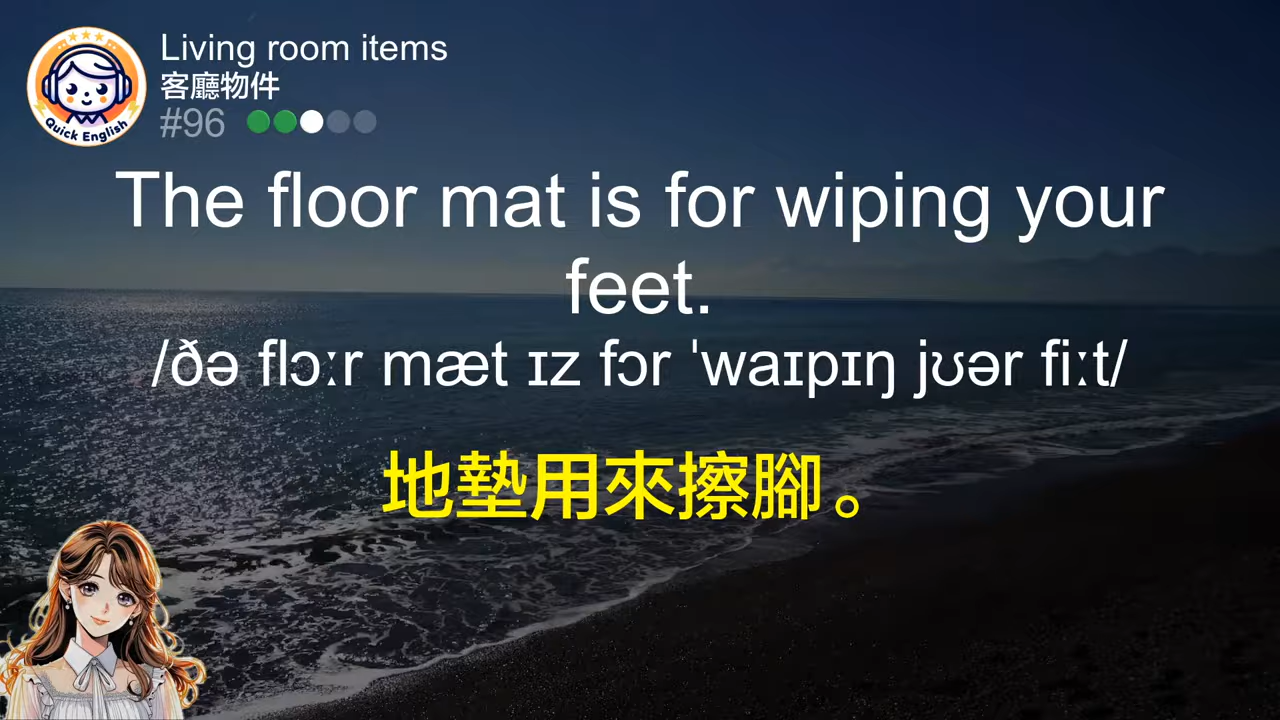 Quick English
Living room items
客廳物件
#96
The floor mat is for wiping your
feet.
/ðə flɔːr mæt ɪz fɔr ˈwaɪpɪŋ jʊər fiːt/
地墊用來擦腳。